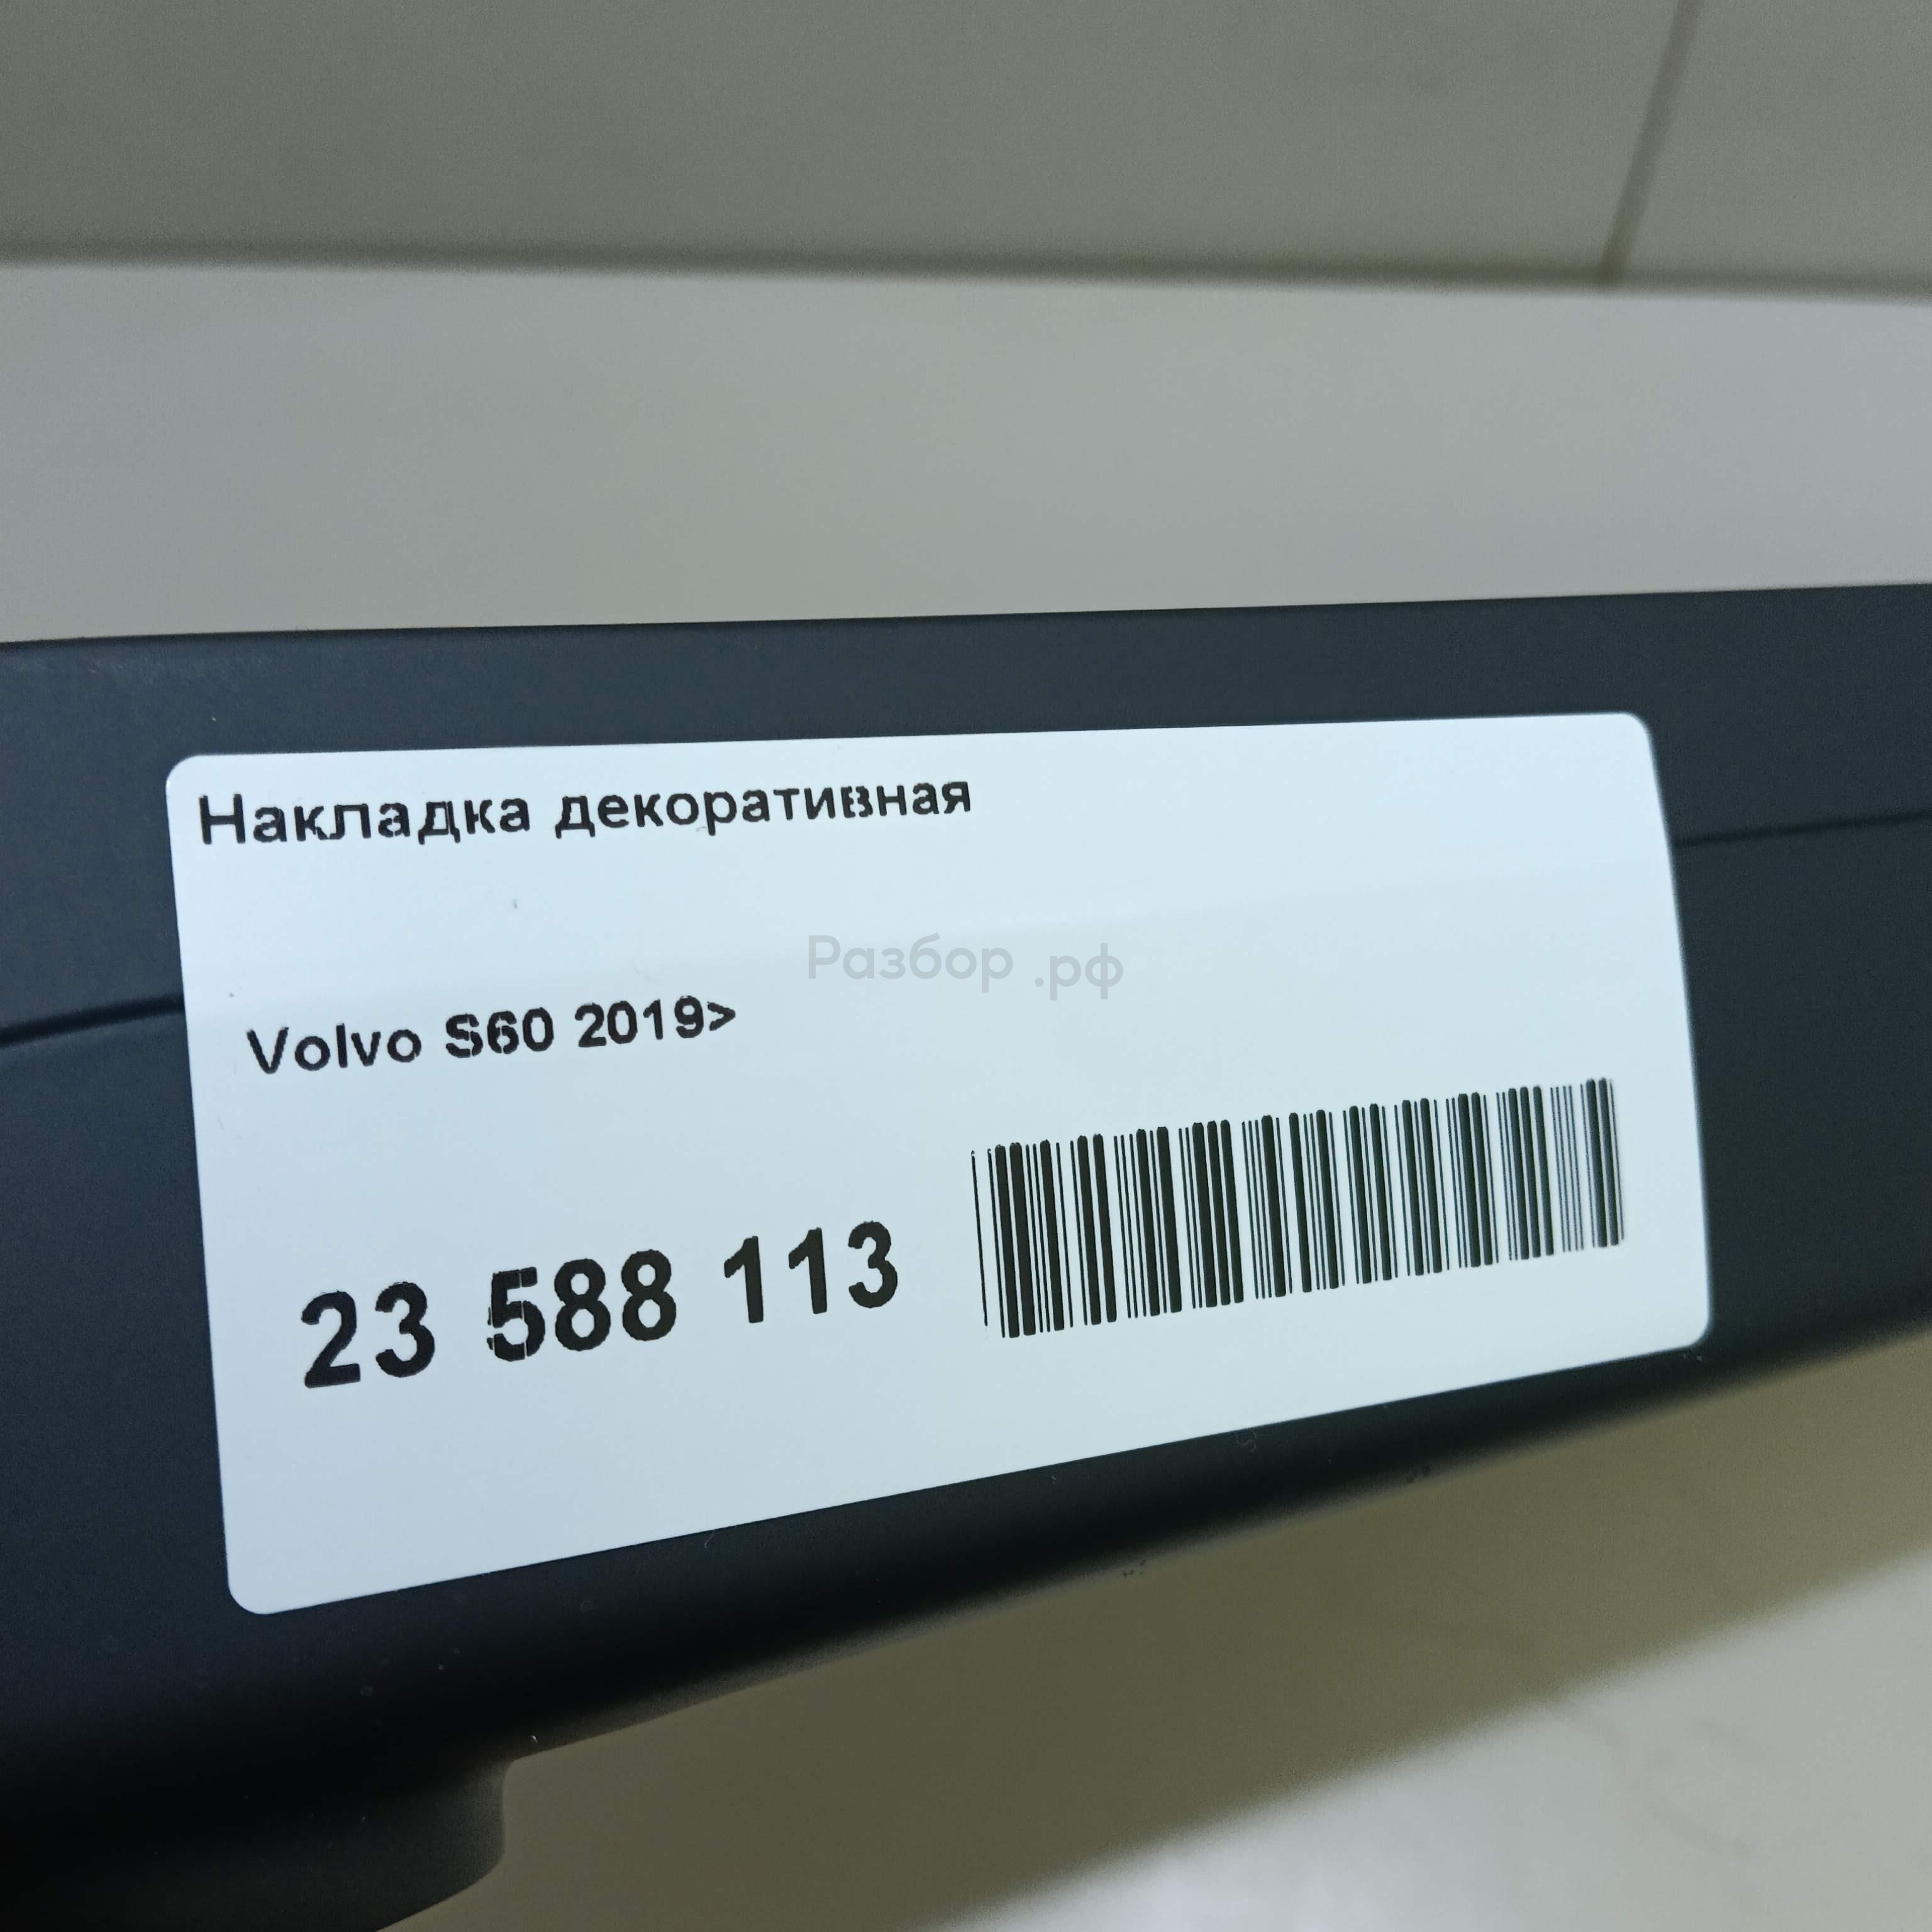 Накладка декоративная
Разбор .рф
Volvo S60 2019>
23 588 113